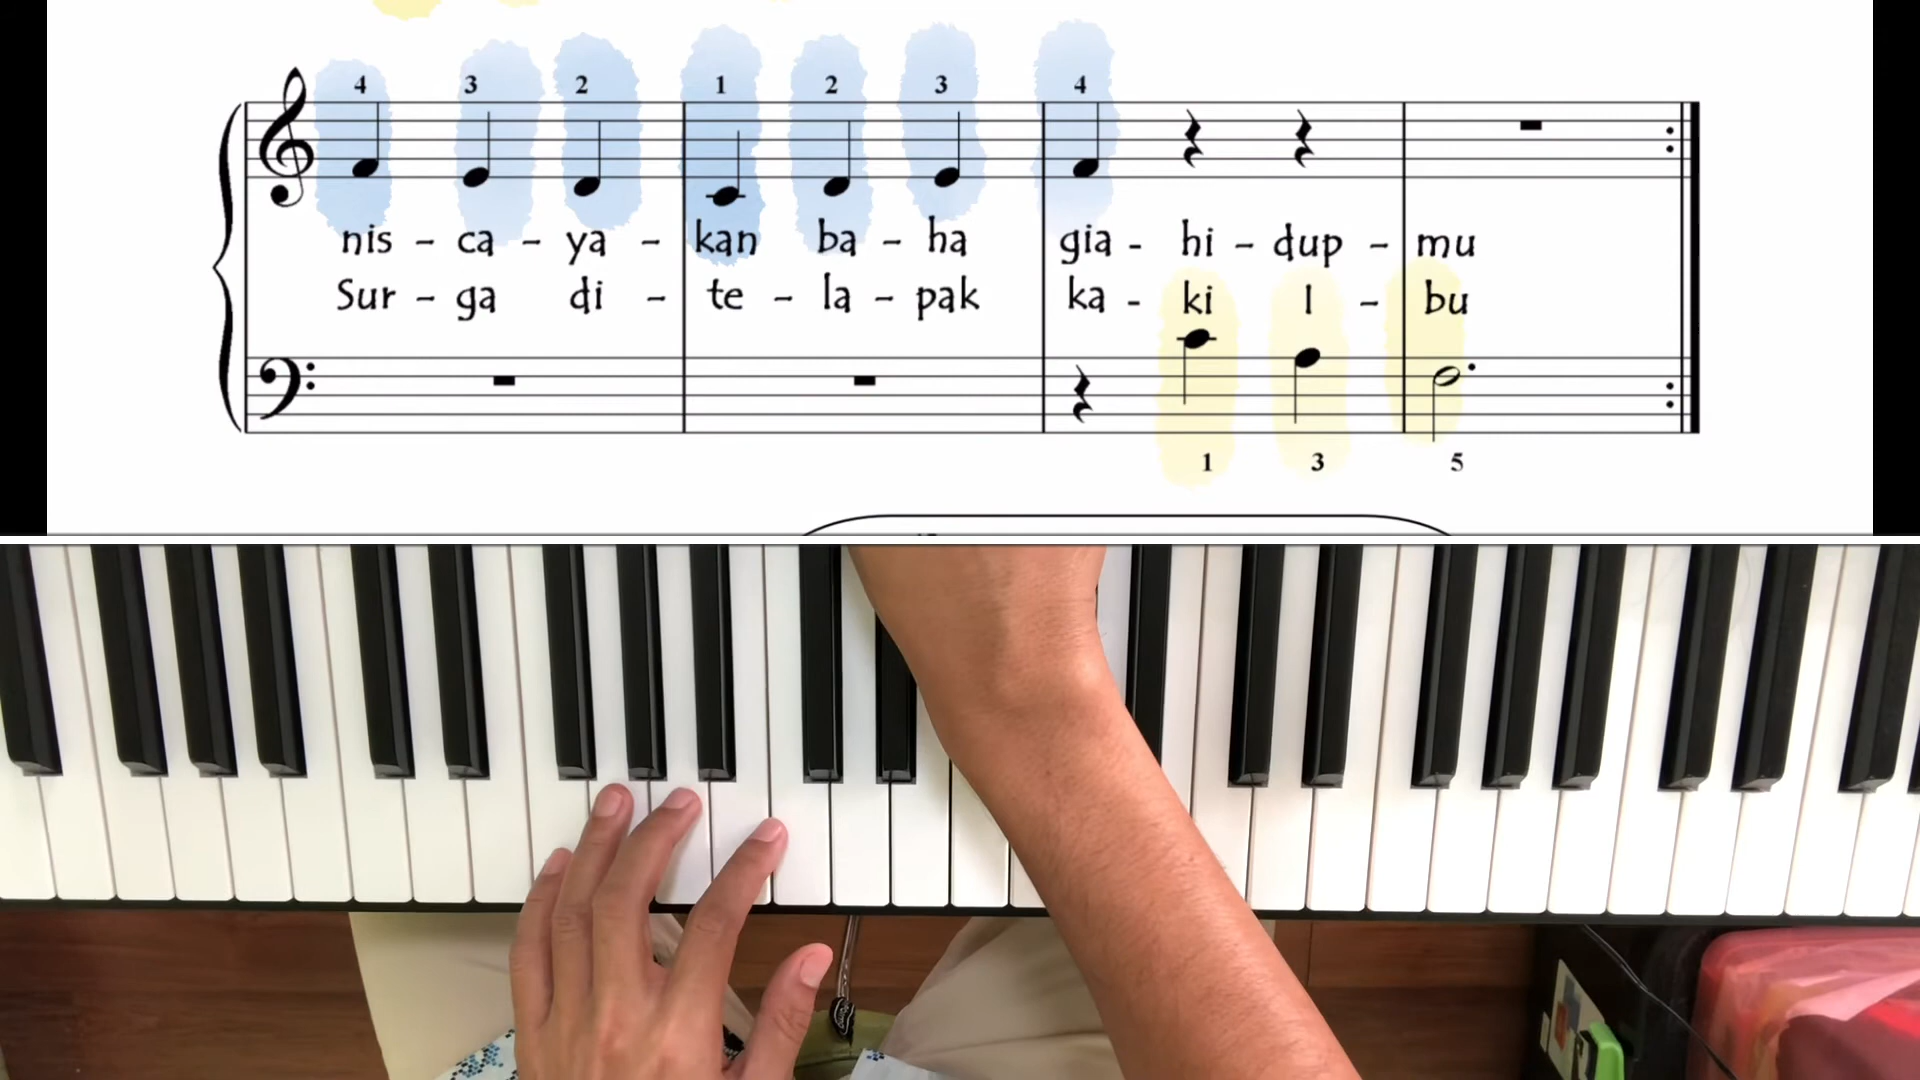 4 3 2 1 2 3 4
nis - ca - ya - kan ba - ha gia - hi - dup - mu
Sur - ga di - te - la - pak ka - ki I - bu
1 3 5